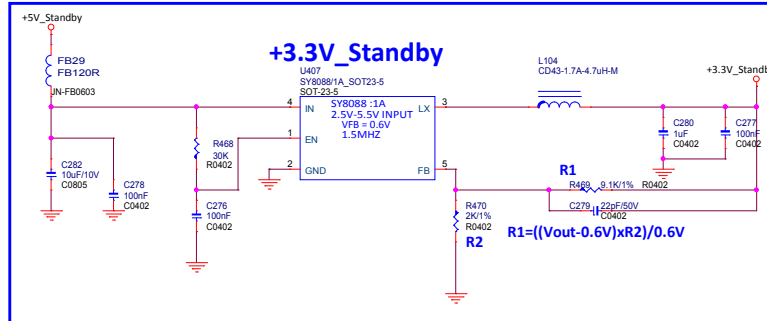 +5V_Standby
FB29
FB120R
JN-FB0603
+3.3V_Standby
U407
SY8088/1A_SOT23-5
SOT-23-5
SY8088 :1A
2.5V-5.5V INPUT
VFB = 0.6V
1.5MHZ
4
IN
1
EN
2
GND
LX
3
FB
5
L104
CD43-1.7A-4.7uH-M
+3.3V_Standb
C280
1uF
C0402
C277
100nF
C0402
R468
30K
R0402
C282
10uF/10V
C0805
C278
100nF
C0402
C276
100nF
C0402
R1
R469
9.1K/1%
R0402
C279
22pF/50V
C0402
R470
2K/1%
R0402
R2
R1=((Vout-0.6V)xR2)/0.6V